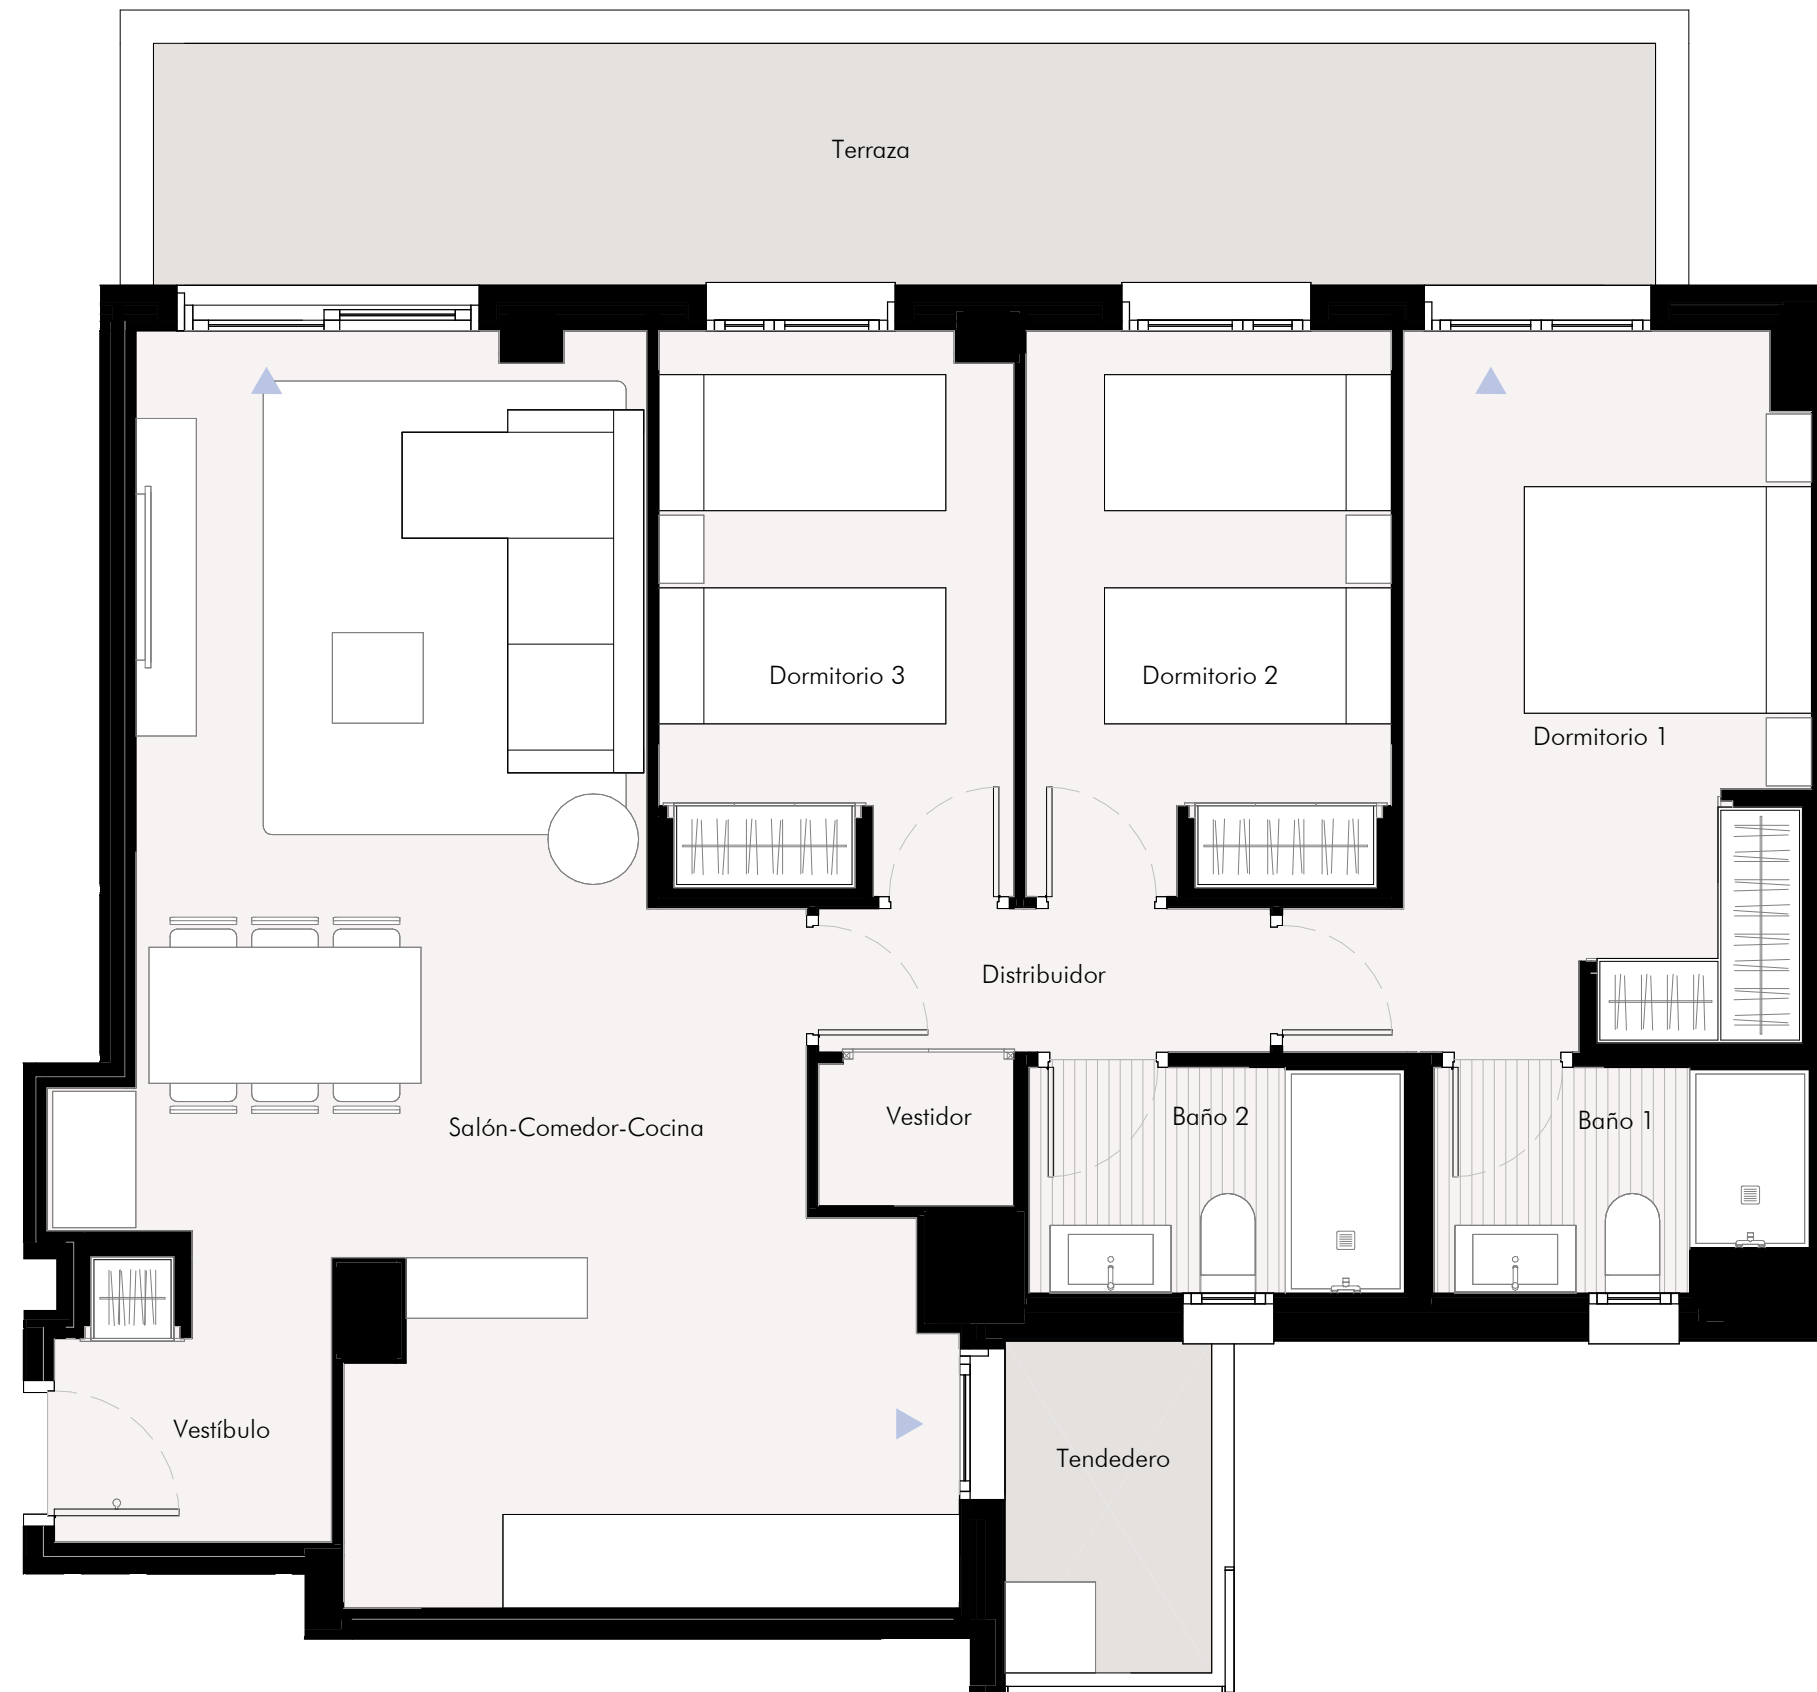 Terraza
Dormitorio 3
Dormitorio 2
Dormitorio 1
Distribuidor
Salón-Comedor-Cocina
Vestidor
Baño 2
Baño 1
Vestíbulo
Tendedero